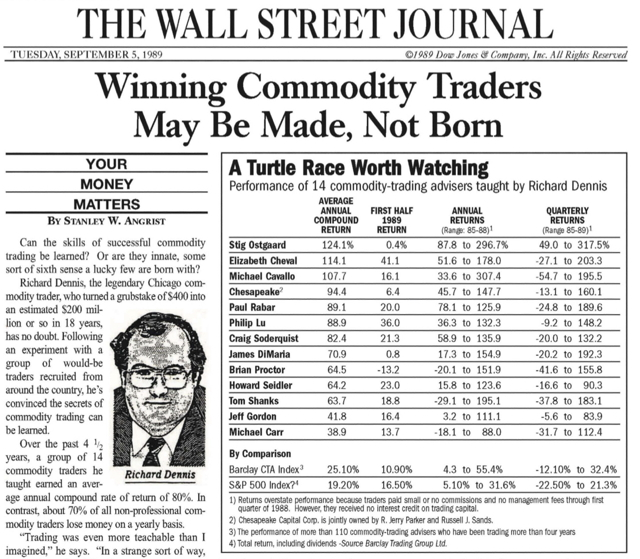 THE WALL STREET JOURNAL
TUESDAY, SEPTEMBER 5, 1989 ©1989 Dow Jones & Company, Inc. All Rights Reserved
Winning Commodity Traders
May Be Made, Not Born
YOUR
MONEY
MATTERS
BY STANLEY W. ANGRIST
Can the skills of successful commodity
trading be learned? Or are they innate, some
sort of sixth sense a lucky few are born with?
Richard Dennis, the legendary Chicago com-
modity trader, who turned a grubstake of $400 into
an estimated $200 mil-
lion or so in 18 years,
has no doubt. Following
an experiment with a
group of would-be
traders recruited from
around the country, he's
convinced the secrets of
commodity trading can
be learned.
Over the past 4 ½
years, a group of 14
commodity traders he
taught earned an aver-
age annual compound rate of return of 80%. In
contrast, about 70% of all non-professional com-
modity traders lose money on a yearly basis.
"Trading was even more teachable than I
imagined," he says. "In a strange sort of way,
Richard Dennis
A Turtle Race Worth Watching
Performance of 14 commodity-trading advisers taught by Richard Dennis
AVERAGE
ANNUAL FIRST HALF ANNUAL QUARTERLY
COMPOUND 1989 RETURNS RETURNS
RETURN RETURN (Range: 85-88)¹ (Range 85-89)¹
Stig Ostgaard 124.1% 0.4% 87.8 to 296.7% 49.0 to 317.5%
Elizabeth Cheval 114.1 41.1 51.6 to 178.0 -27.1 to 203.3
Michael Cavallo 107.7 16.1 33.6 to 307.4 -54.7 to 195.5
Chesapeake² 94.4 6.4 45.7 to 147.7 -13.1 to 160.1
Paul Rabar 89.1 20.0 78.1 to 125.9 -24.8 to 189.6
Philip Lu 88.9 36.0 36.3 to 132.3 -9.2 to 148.2
Craig Soderquist 82.4 21.3 58.9 to 135.9 -20.0 to 132.2
James DiMaria 70.9 0.8 17.3 to 154.9 -20.2 to 192.3
Brian Proctor 64.5 -13.2 -20.1 to 151.9 -41.6 to 155.8
Howard Seidler 64.2 23.0 15.8 to 123.6 -16.6 to 90.3
Tom Shanks 63.7 18.8 -29.1 to 195.1 -37.8 to 183.1
Jeff Gordon 41.8 16.4 3.2 to 111.1 -5.6 to 83.9
Michael Carr 38.9 13.7 -18.1 to 88.0 -31.7 to 112.4
By Comparison
Barclay CTA Index³ 25.10% 10.90% 4.3 to 55.4% -12.10% to 32.4%
S&P 500 Index?⁴ 19.20% 16.50% 5.10% to 31.6% -22.50% to 21.3%
1) Returns overstate performance because traders paid small or no commissions and no management fees through first
quarter of 1988. However, they received no interest credit on trading capital.
2) Chesapeake Capital Corp. is jointly owned by R. Jerry Parker and Russell J. Sands.
3) The performance of more than 110 commodity-trading advisers who have been trading more than four years
4) Total return, including dividends -Source Barclay Trading Group Ltd.